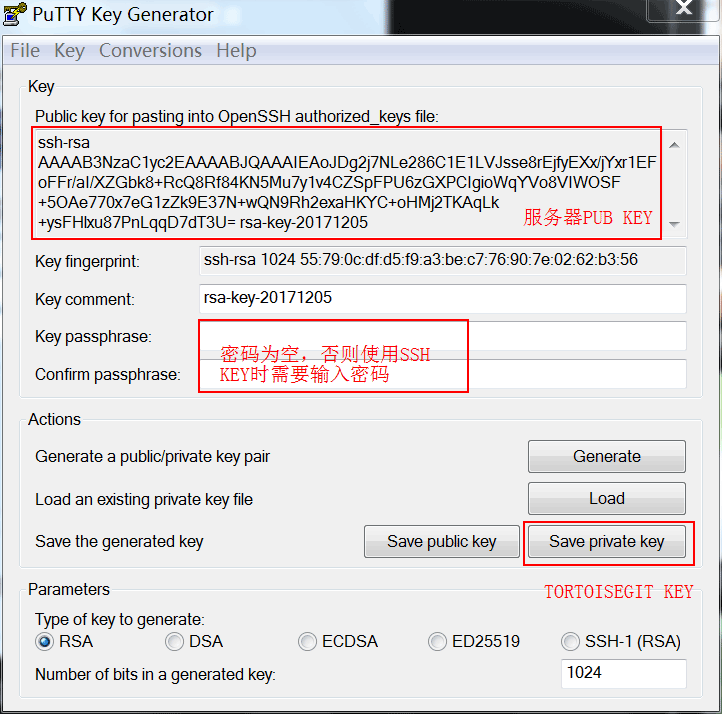 PuTTY Key Generator
File Key Conversions Help
Key
Public key for pasting into OpenSSH authorized_keys file:
ssh-rsa
AAAAB3NzaC1yc2EAAAABJQAAAIEAoJDg2j7NLe286C1E1LVJsse8rEjfyEXx/jYxr1EF
oFFr/aI/XZGbk8+RcQ8Rf84KN5Mu7y1v4CZSpFPU6zGXPCIgioWqYVo8VIWOSF
+5OAe770x7eG1zZk9E37N+wQN9Rh2exaHKYC+oHMj2TKAqLk
+ysFHlxu87PnLqqD7dT3U= rsa-key-20171205
服务器PUB KEY
Key fingerprint:
ssh-rsa 1024 55:79:0c:df:d5:f9:a3:be:c7:76:90:7e:02:62:b3:56
Key comment:
rsa-key-20171205
Key passphrase:
密码为空，否则使用SSH
KEY时需要输入密码
Confirm passphrase:
Actions
Generate a public/private key pair
Generate
Load an existing private key file
Load
Save the generated key
Save public key
Save private key
Parameters
TORTOISEGIT KEY
Type of key to generate:
RSA DSA ECDSA ED25519 SSH-1 (RSA)
Number of bits in a generated key:
1024